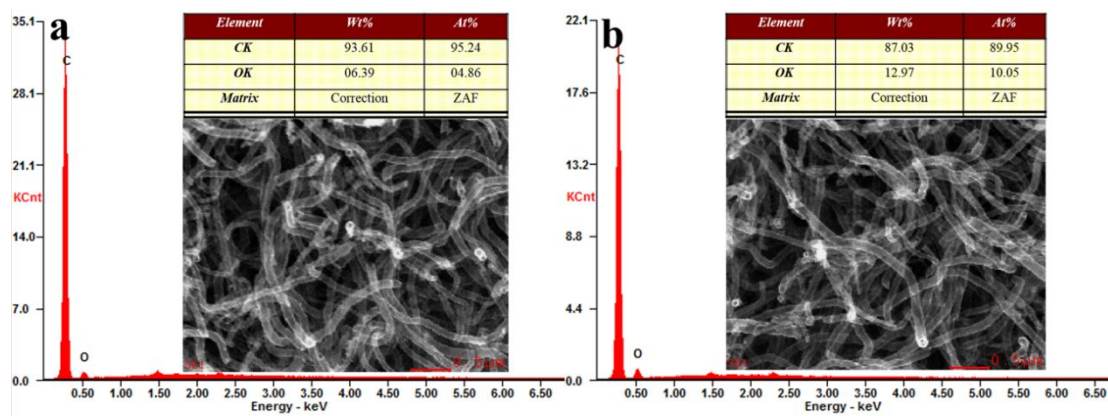 a
Element Wt% At%
CK 93.61 95.24
OK 06.39 04.86
Matrix Correction ZAF
35.1
28.1
21.1
KCnt
14.0
7.0
0.0
C
O
0.50 1.00 1.50 2.00 2.50 3.00 3.50 4.00 4.50 5.00 5.50 6.00 6.50
Energy - keV
b
Element Wt% At%
CK 87.03 89.95
OK 12.97 10.05
Matrix Correction ZAF
22.1
17.6
13.2
KCnt
8.8
4.4
0.0
C
O
0.50 1.00 1.50 2.00 2.50 3.00 3.50 4.00 4.50 5.00 5.50 6.00 6.50
Energy - keV